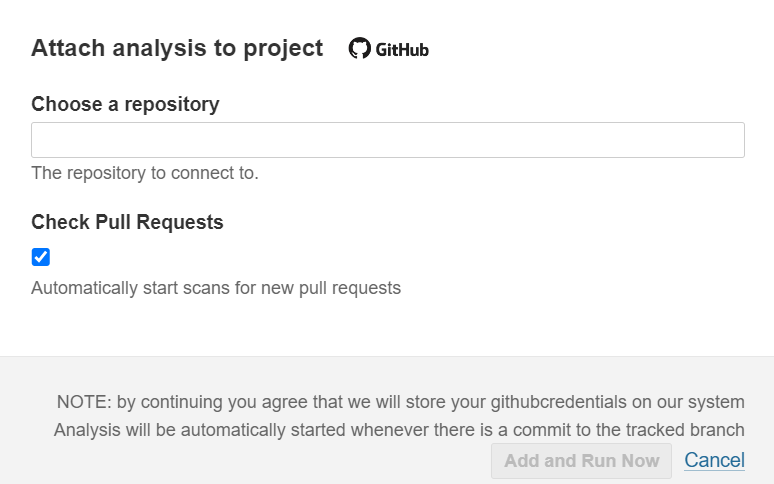 Attach analysis to project GitHub
Choose a repository
The repository to connect to.
Check Pull Requests
Automatically start scans for new pull requests
NOTE: by continuing you agree that we will store your githubcredentials on our system
Analysis will be automatically started whenever there is a commit to the tracked branch
Add and Run Now Cancel